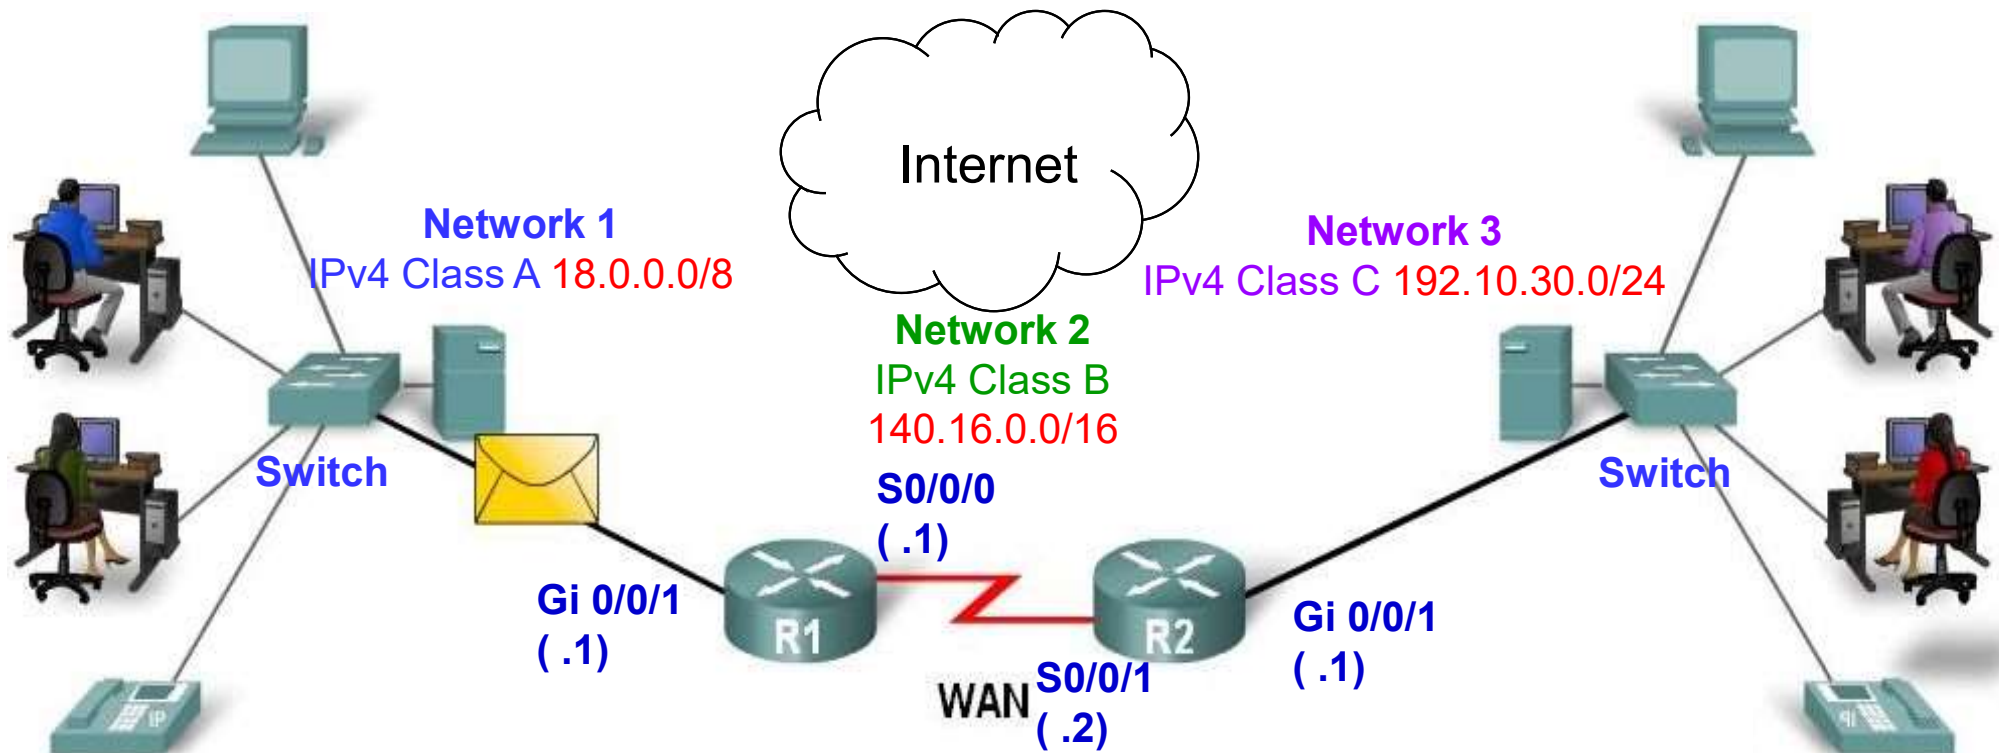 Internet
Network 1
IPv4 Class A 18.0.0.0/8
Network 3
IPv4 Class C 192.10.30.0/24
Network 2
IPv4 Class B
140.16.0.0/16
Switch
Switch
S0/0/0
( .1)
Gi 0/0/1
( .1)
R1
R2
Gi 0/0/1
( .1)
WAN
S0/0/1
( .2)
IP
IP